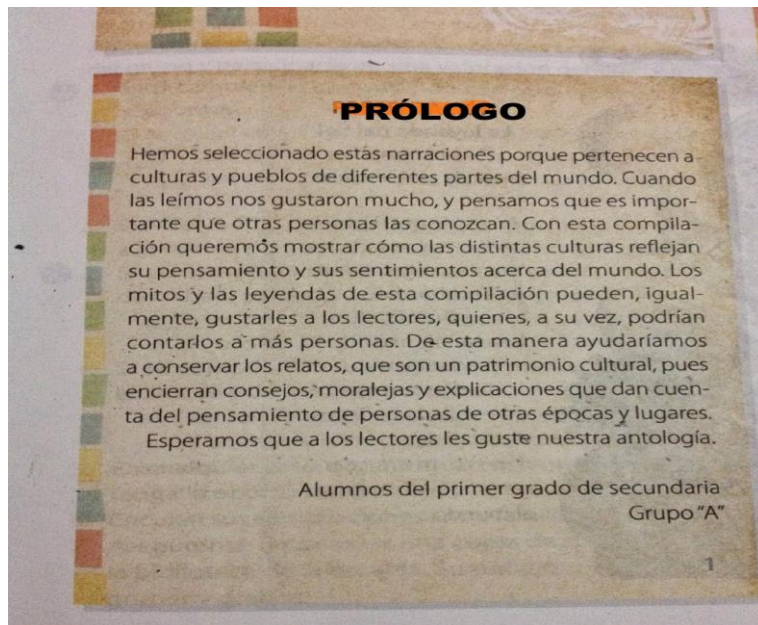 PRÓLOGO
Hemos seleccionado estas narraciones porque pertenecen a
culturas y pueblos de diferentes partes del mundo. Cuando
las leímos nos gustaron mucho, y pensamos que es impor-
tante que otras personas las conozcan. Con esta compila-
ción queremos mostrar cómo las distintas culturas reflejan
su pensamiento y sus sentimientos acerca del mundo. Los
mitos y las leyendas de esta compilación pueden, igual-
mente, gustarles a los lectores, quienes, a su vez, podrían
contarlos a más personas. De esta manera ayudaríamos
a conservar los relatos, que son un patrimonio cultural, pues
encierran consejos, moralejas y explicaciones que dan cuen-
ta del pensamiento de personas de otras épocas y lugares.
Esperamos que a los lectores les guste nuestra antología.
Alumnos del primer grado de secundaria
Grupo "A"
1